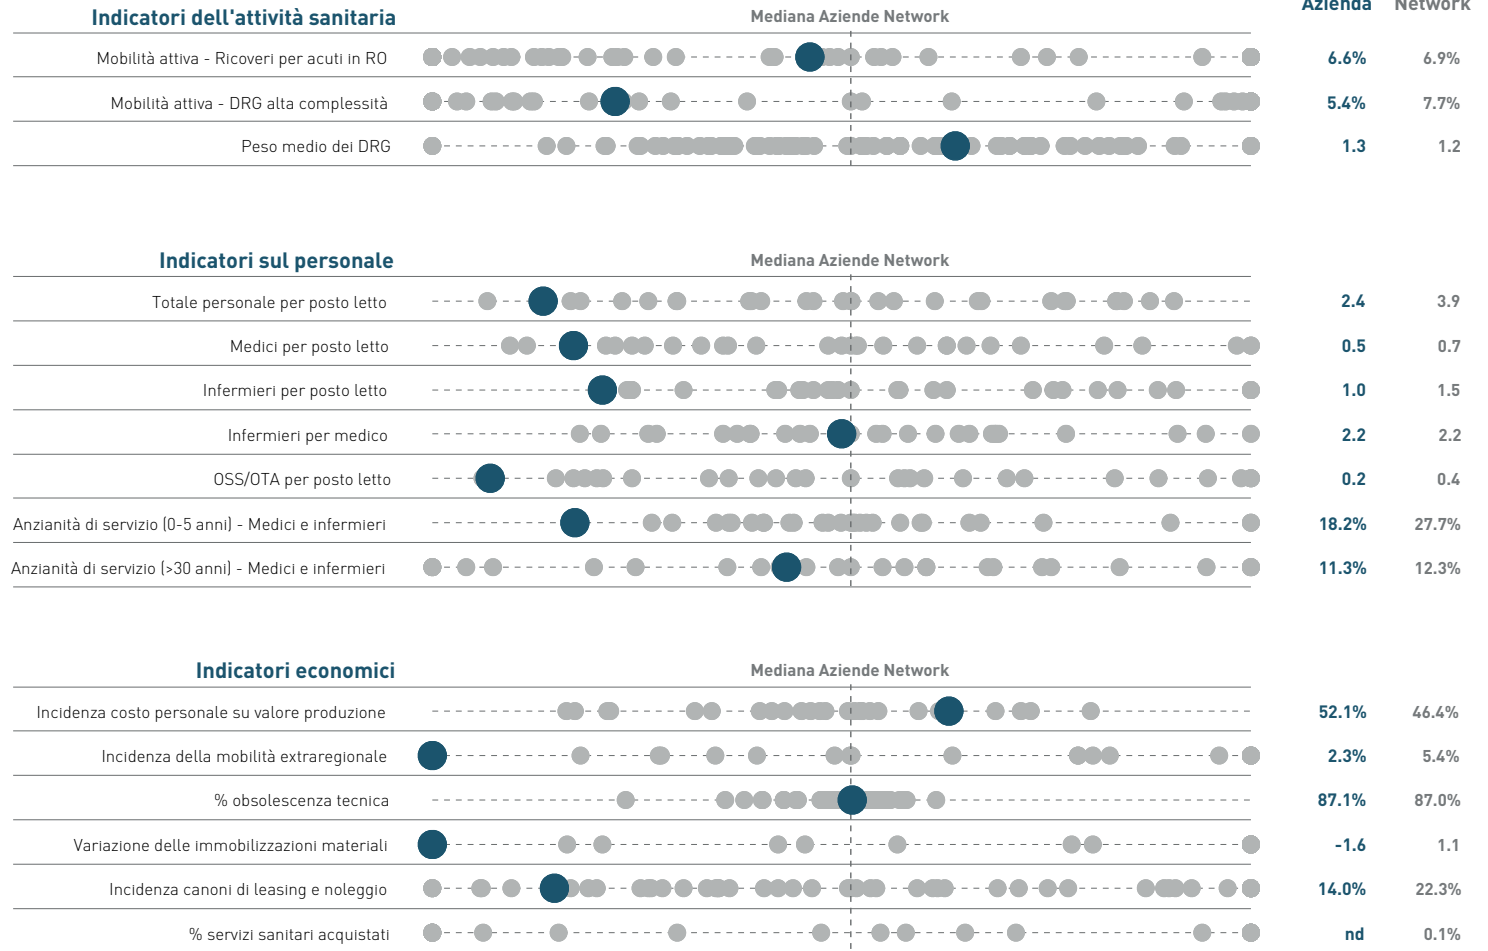 Azienda Network
Indicatori dell'attività sanitaria Mediana Aziende Network
Mobilità attiva - Ricoveri per acuti in RO 6.6% 6.9%
Mobilità attiva - DRG alta complessità 5.4% 7.7%
Peso medio dei DRG 1.3 1.2
Indicatori sul personale Mediana Aziende Network
Totale personale per posto letto 2.4 3.9
Medici per posto letto 0.5 0.7
Infermieri per posto letto 1.0 1.5
Infermieri per medico 2.2 2.2
OSS/OTA per posto letto 0.2 0.4
Anzianità di servizio (0-5 anni) - Medici e infermieri 18.2% 27.7%
Anzianità di servizio (>30 anni) - Medici e infermieri 11.3% 12.3%
Indicatori economici Mediana Aziende Network
Incidenza costo personale su valore produzione 52.1% 46.4%
Incidenza della mobilità extraregionale 2.3% 5.4%
% obsolescenza tecnica 87.1% 87.0%
Variazione delle immobilizzazioni materiali -1.6 1.1
Incidenza canoni di leasing e noleggio 14.0% 22.3%
% servizi sanitari acquistati nd 0.1%